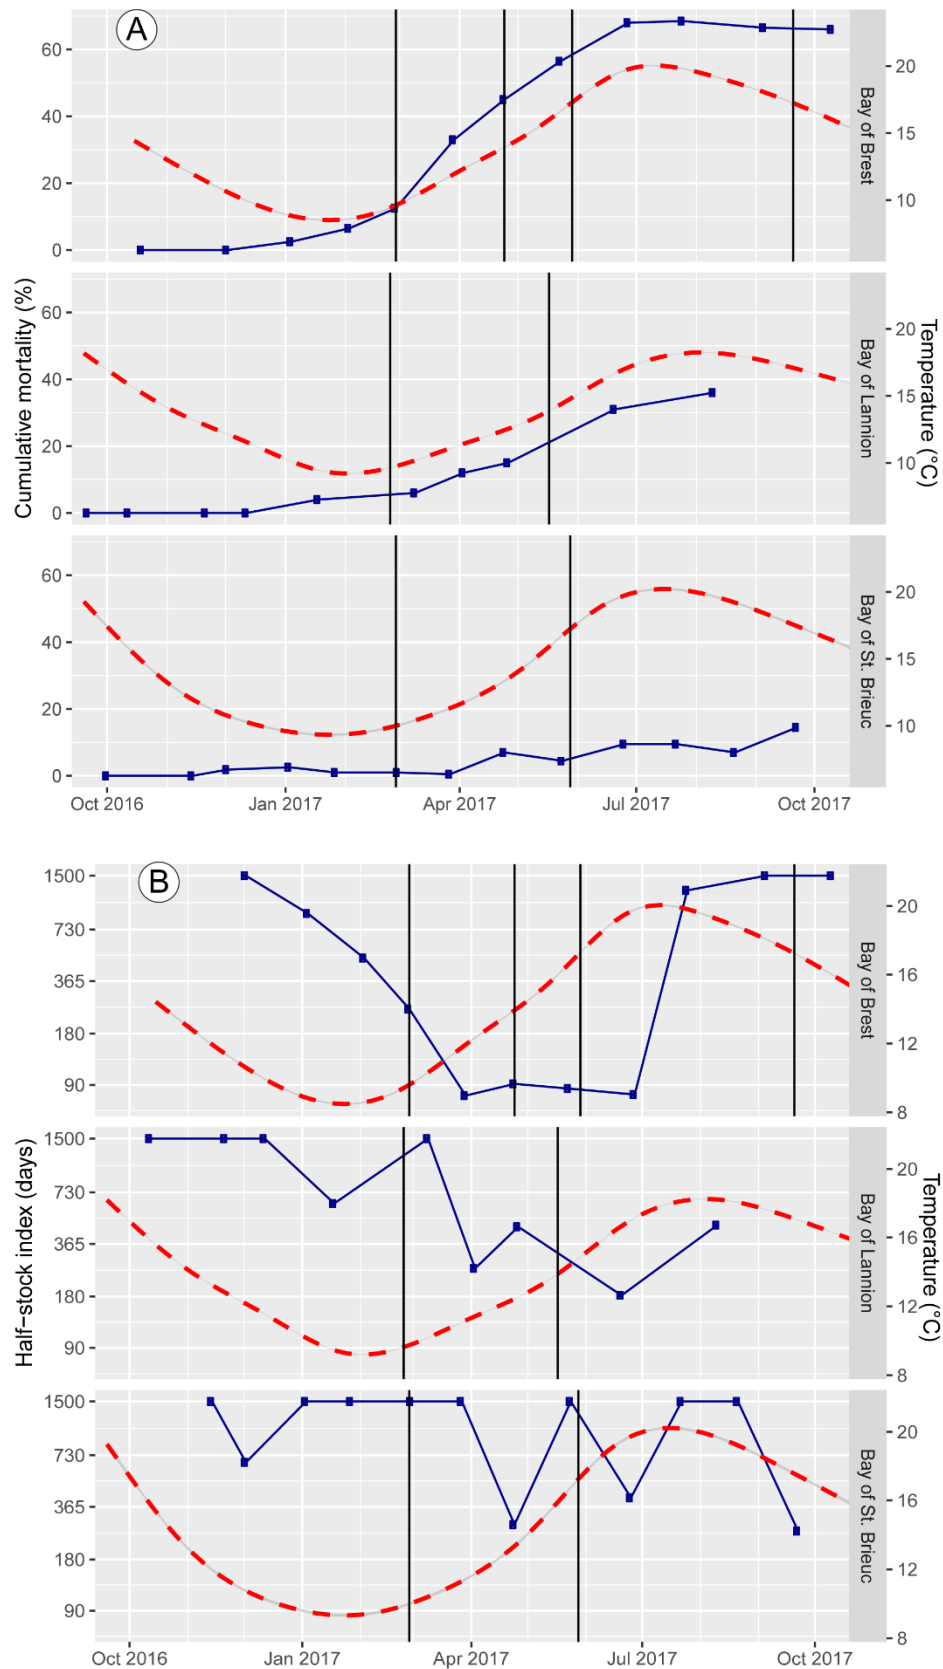 A
60
40
20
0
20
15
10
Bay of Brest
60
40
20
0
20
15
10
Bay of Lannion
Cumulative mortality (%)
Temperature (°C)
60
40
20
0
20
15
10
Bay of St. Brieuc
Oct 2016
Jan 2017
Apr 2017
Jul 2017
Oct 2017
B
1500
730
365
180
90
20
16
12
8
Bay of Brest
1500
730
365
180
90
20
16
12
8
Bay of Lannion
Half−stock index (days)
Temperature (°C)
1500
730
365
180
90
20
16
12
8
Bay of St. Brieuc
Oct 2016
Jan 2017
Apr 2017
Jul 2017
Oct 2017